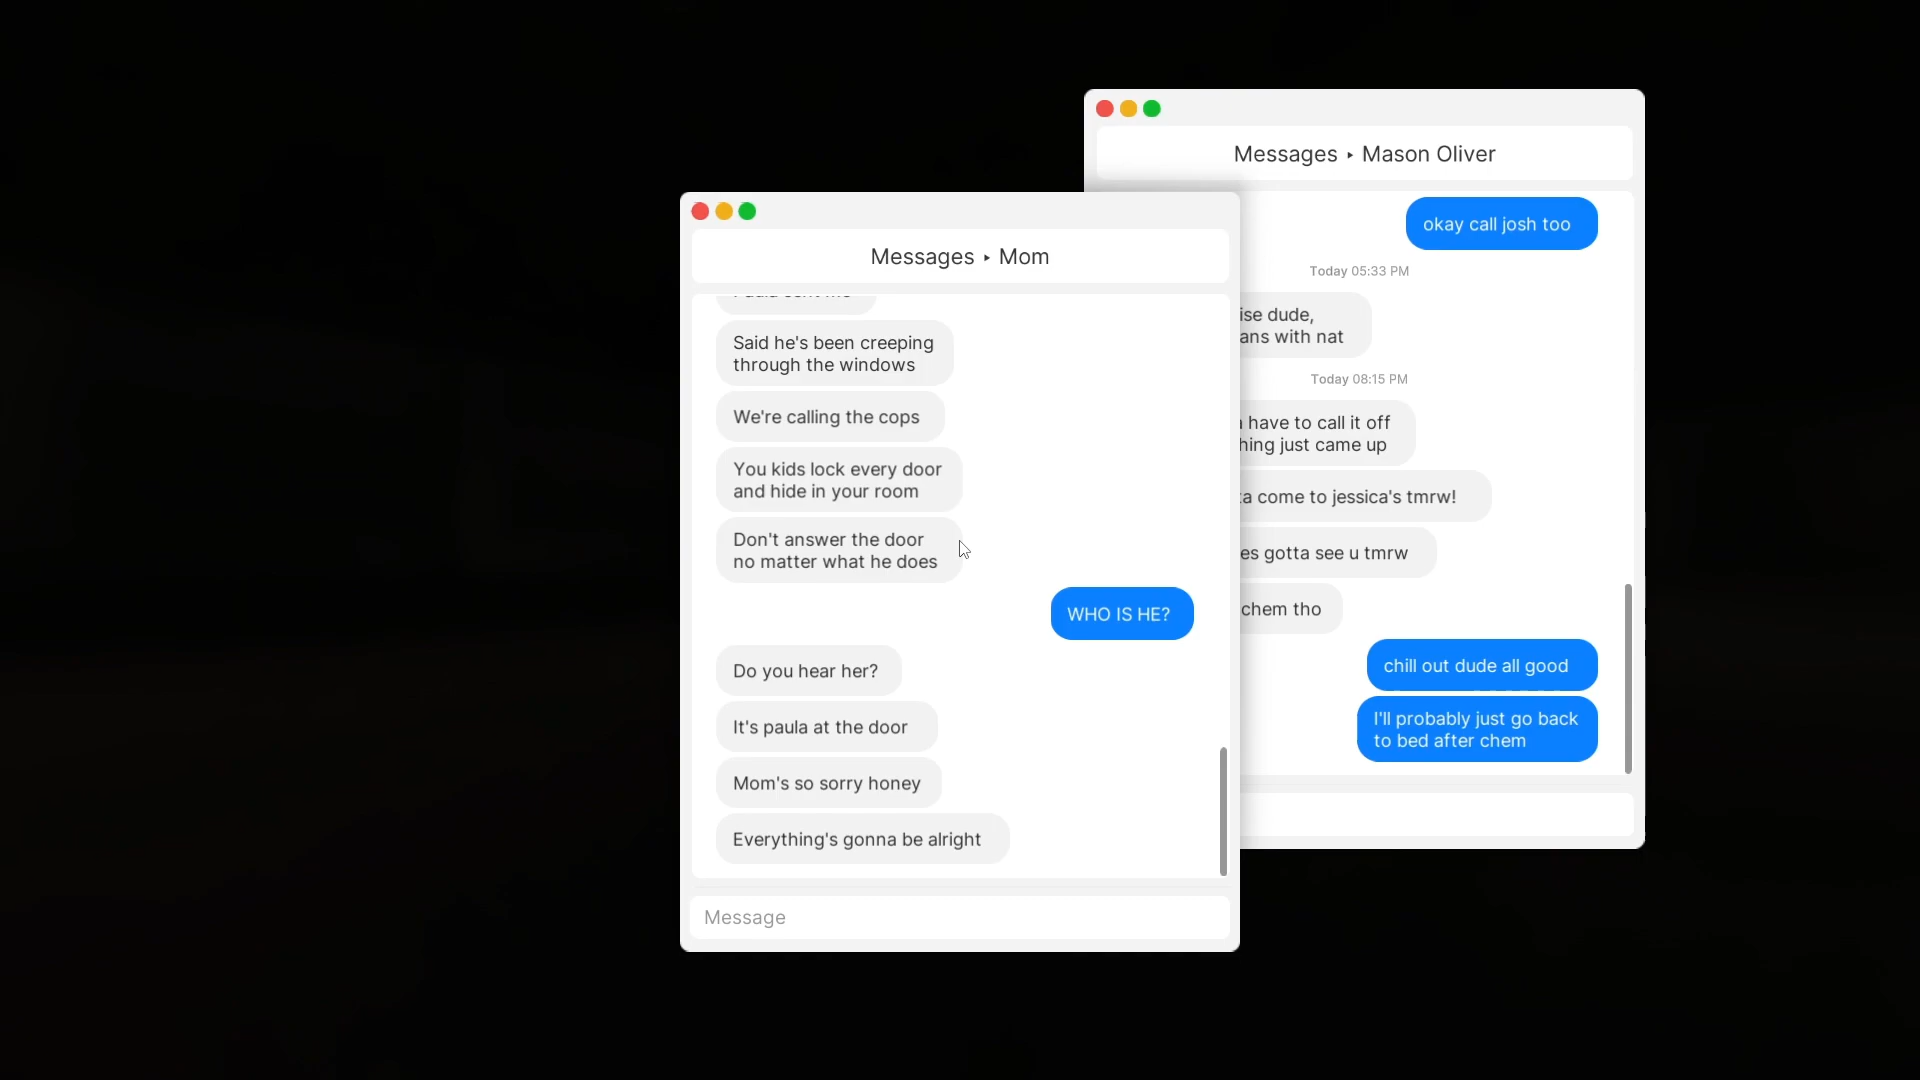 Messages ▸ Mom
Said he's been creeping
through the windows
We're calling the cops
You kids lock every door
and hide in your room
Don't answer the door
no matter what he does
WHO IS HE?
Do you hear her?
It's paula at the door
Mom's so sorry honey
Everything's gonna be alright
Message
Messages ▸ Mason Oliver
okay call josh too
Today 05:33 PM
dude,
with nat
Today 08:15 PM
have to call it off
just came up
come to jessica's tmrw!
gotta see u tmrw
chem tho
chill out dude all good
I'll probably just go back
to bed after chem